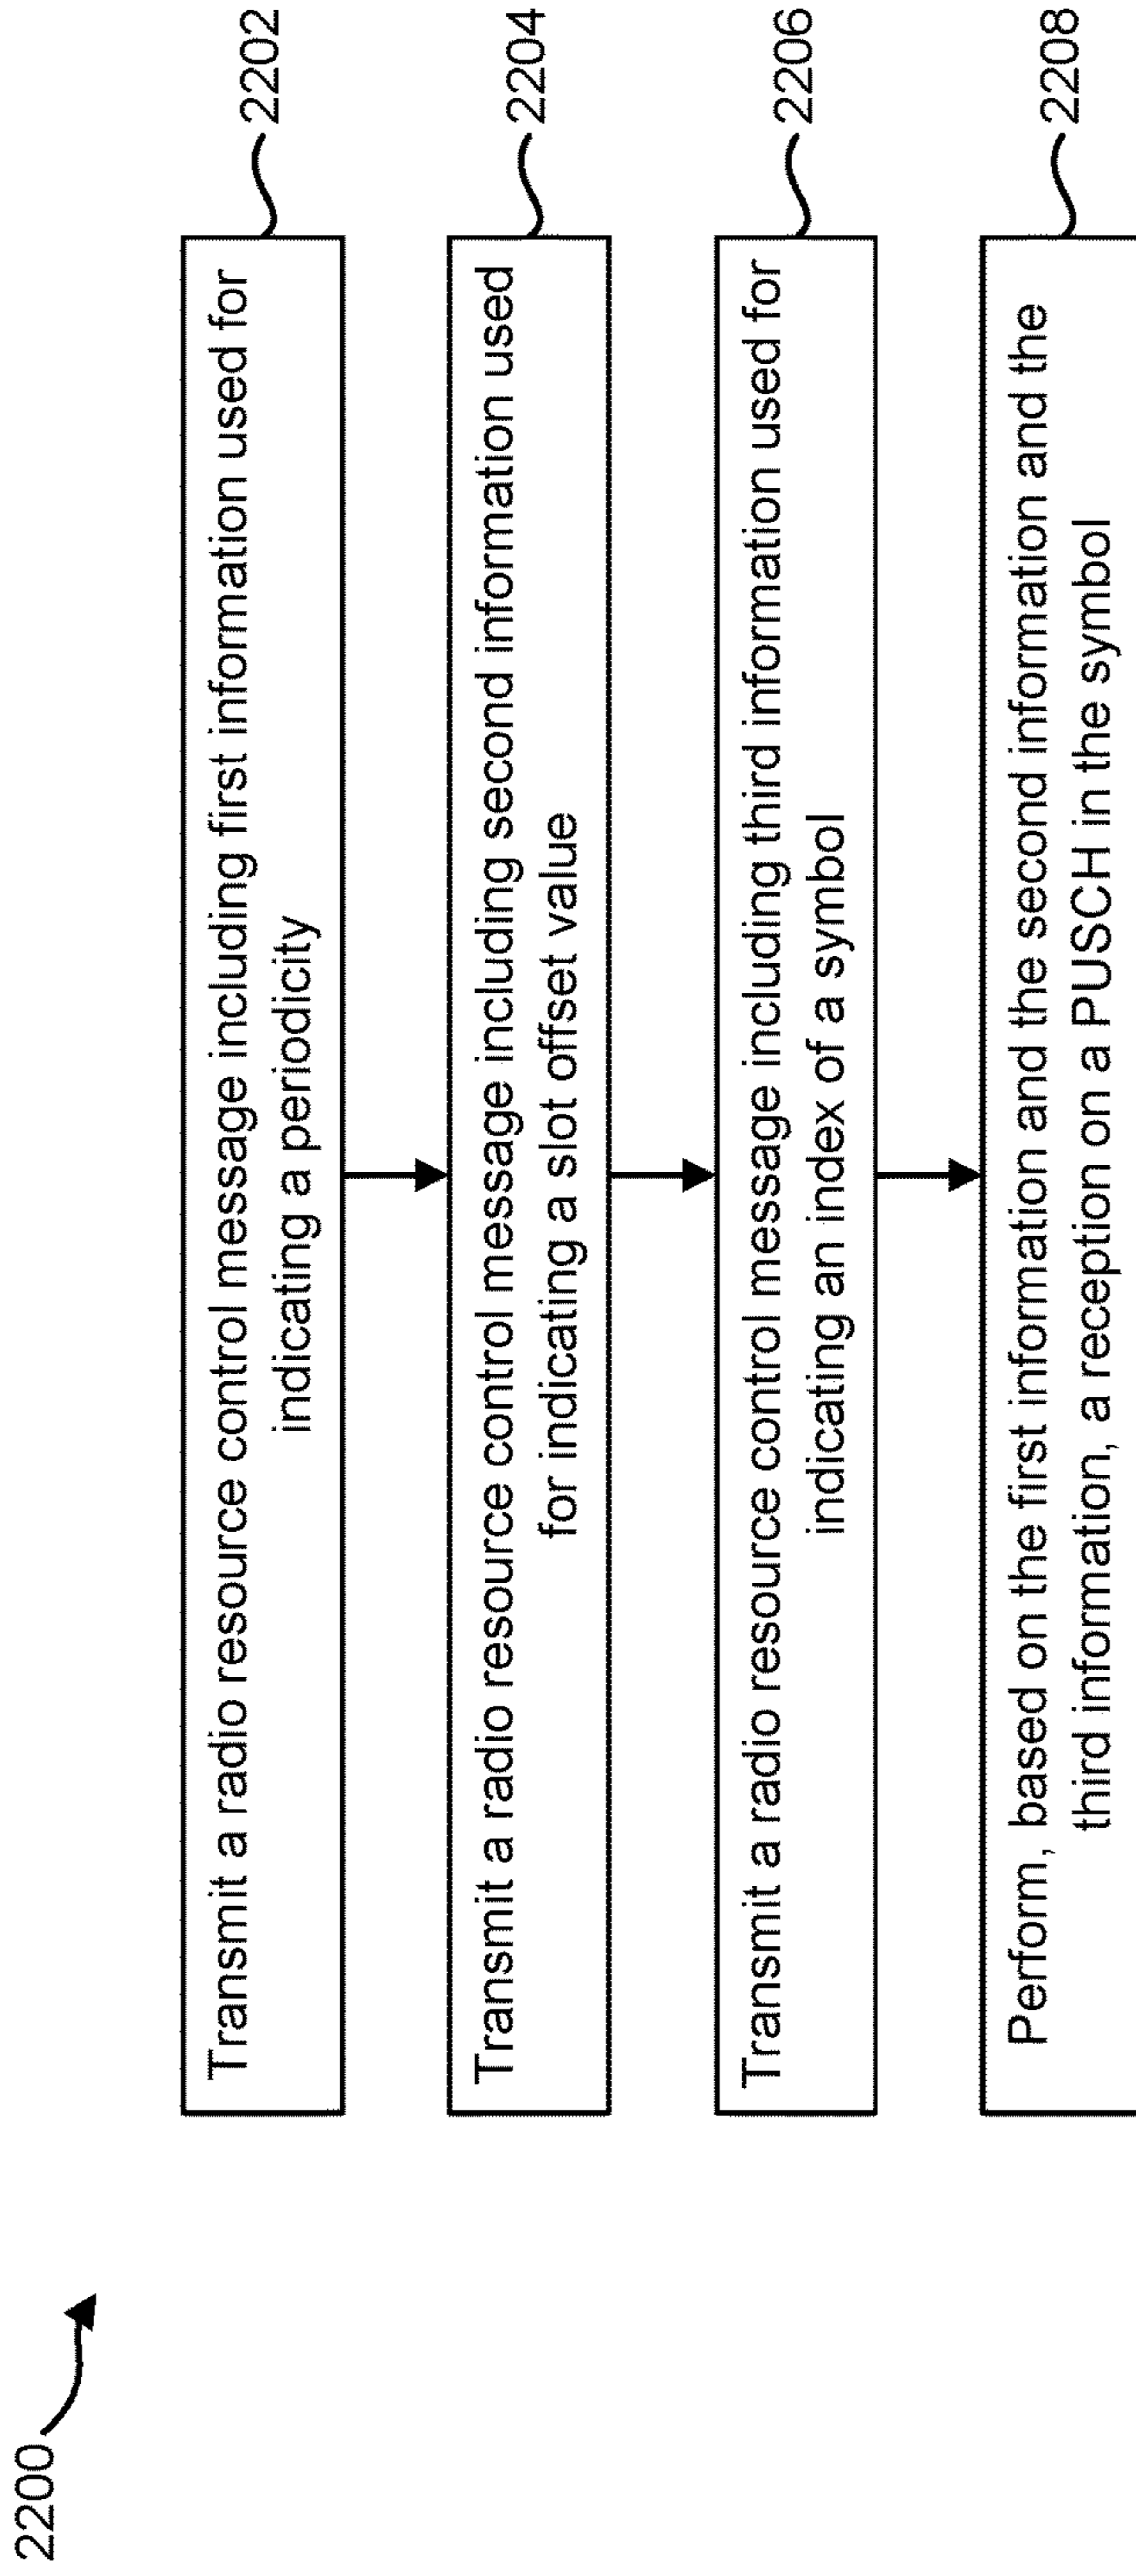 2200
Transmit a radio resource control message including first information used for
indicating a periodicity
2202
Transmit a radio resource control message including second information used
for indicating a slot offset value
2204
Transmit a radio resource control message including third information used for
indicating an index of a symbol
2206
Perform, based on the first information and the second information and the
third information, a reception on a PUSCH in the symbol
2208